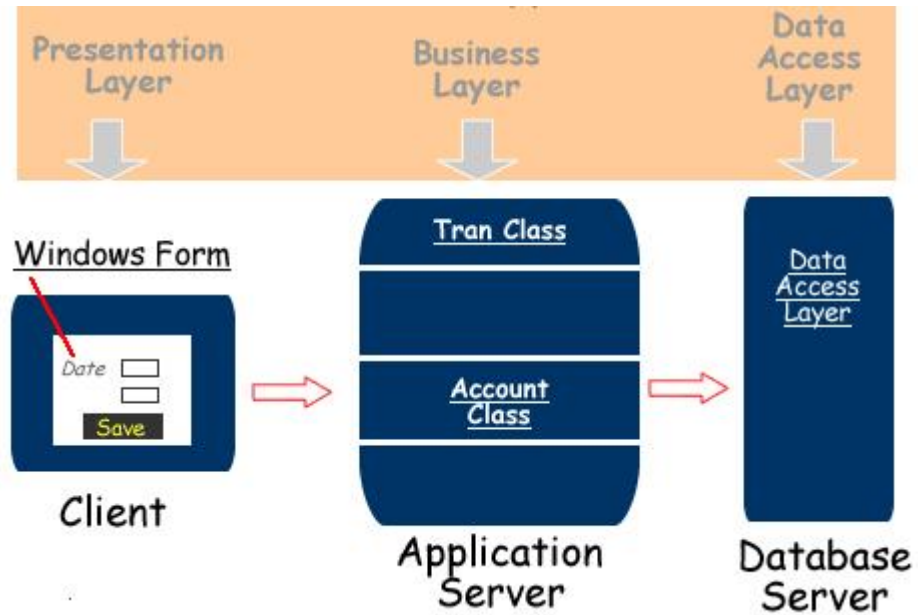 Presentation
Layer
Business
Layer
Data
Access
Layer
Windows Form
Date
Save
Client
Tran Class
Account
Class
Application
Server
Data
Access
Layer
Database
Server